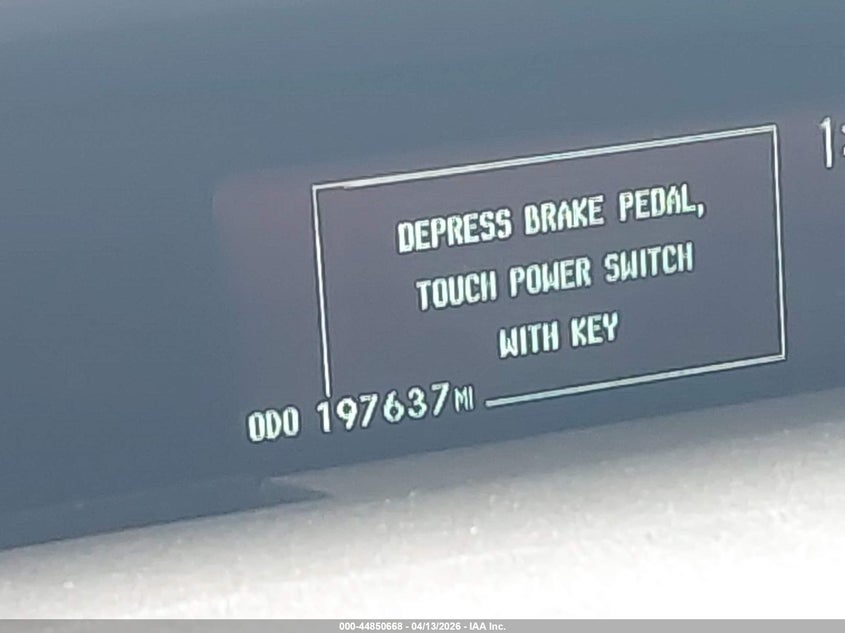 DEPRESS BRAKE PEDAL,
TOUCH POWER SWITCH
WITH KEY
ODO 197637MI
000-44850668 - 04/13/2026 - IAA Inc.